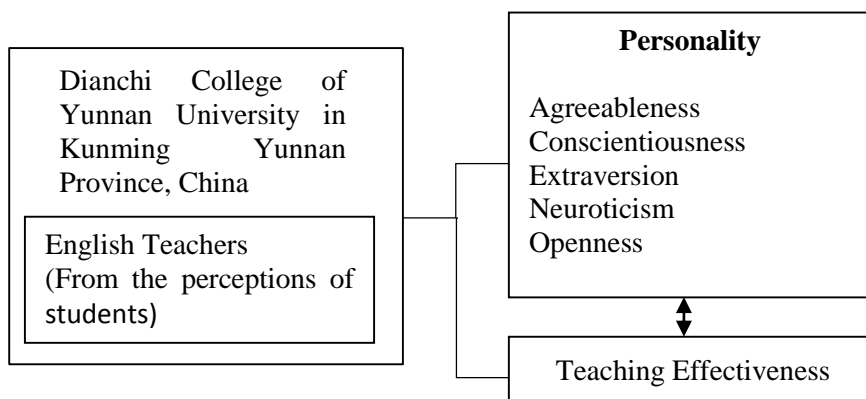 Dianchi College of
Yunnan University in
Kunming Yunnan
Province, China
English Teachers
(From the perceptions of
students)
Personality
Agreeableness
Conscientiousness
Extraversion
Neuroticism
Openness
Teaching Effectiveness